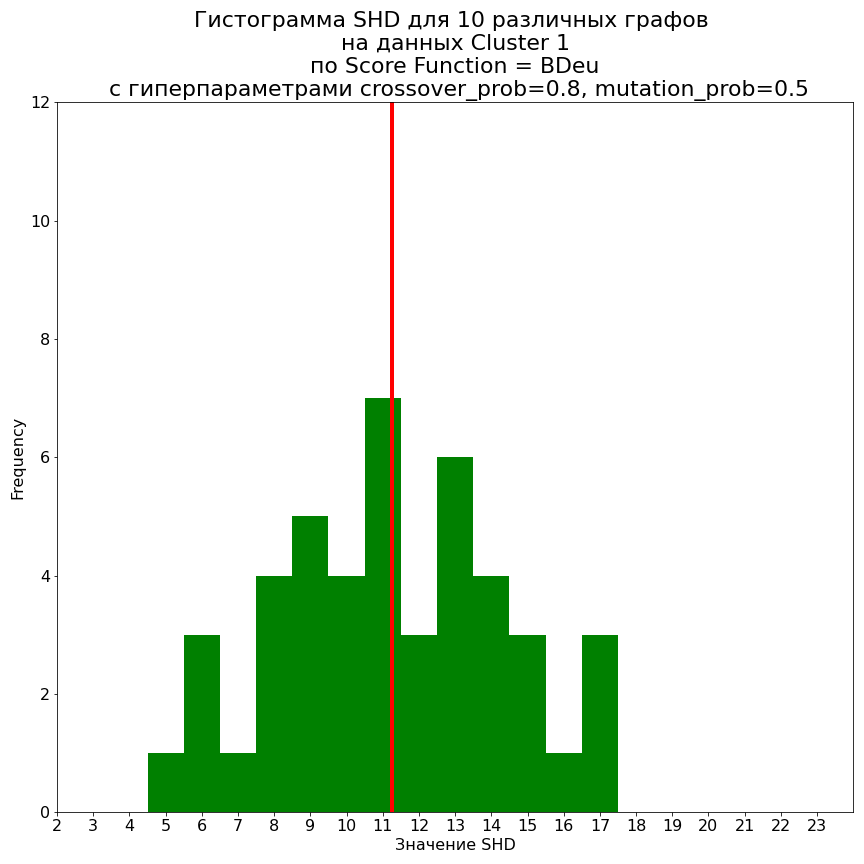 Гистограмма SHD для 10 различных графов
на данных Cluster 1
по Score Function = BDeu
с гиперпараметрами crossover_prob=0.8, mutation_prob=0.5
12
10
8
6
4
2
0
Frequency
2 3 4 5 6 7 8 9 10 11 12 13 14 15 16 17 18 19 20 21 22 23
Значение SHD